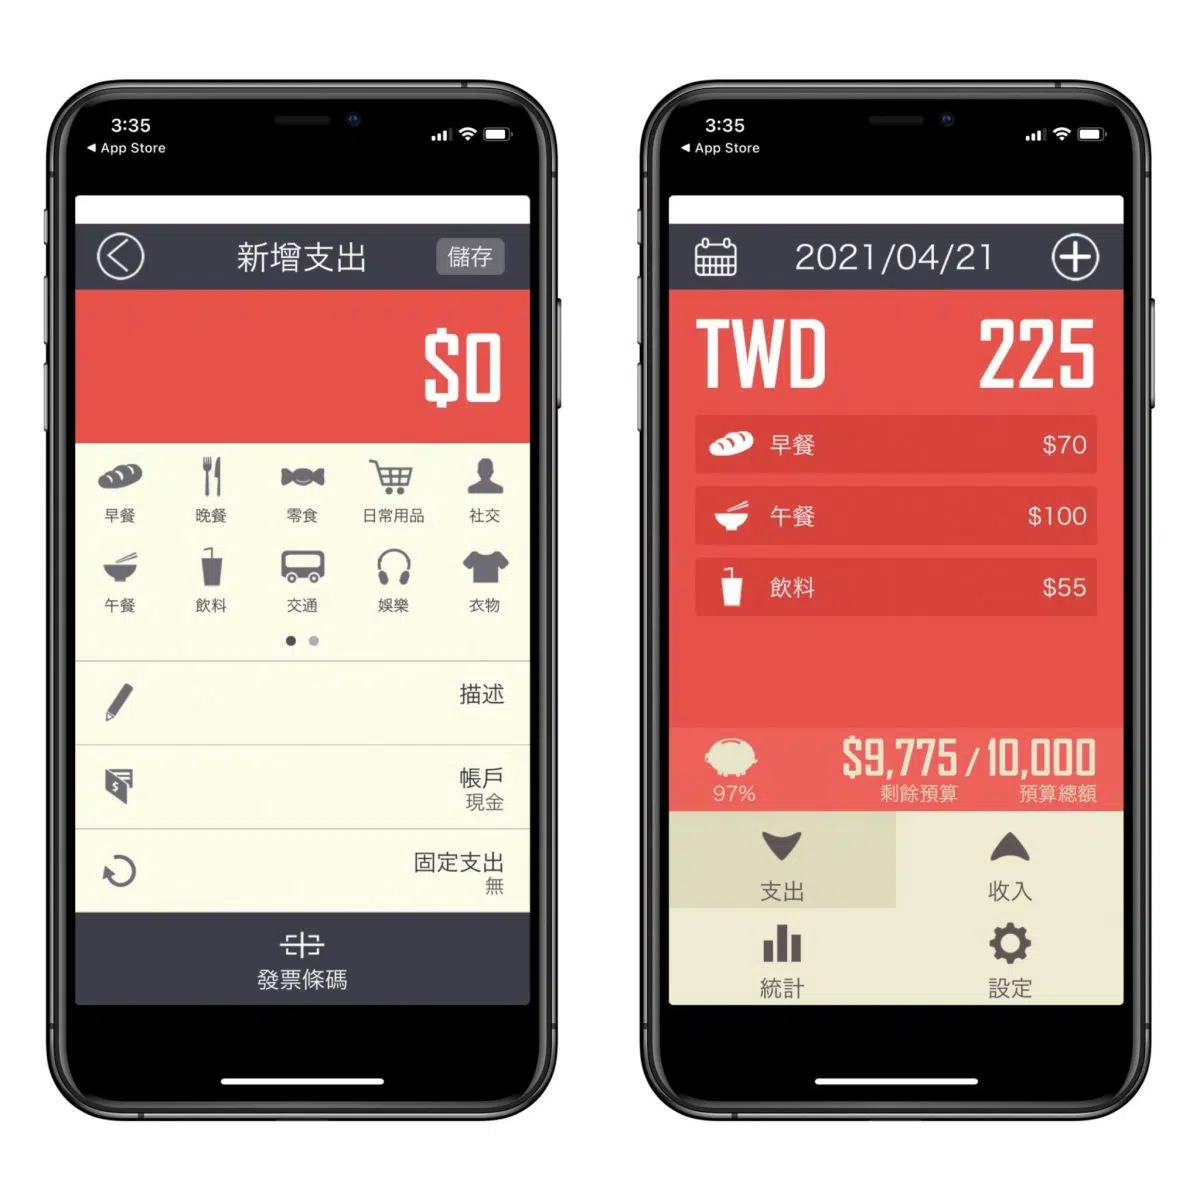 3:35
◀ App Store
新增支出
儲存
$0
早餐 晚餐 零食 日常用品 社交
午餐 飲料 交通 娛樂 衣物
描述
帳戶
現金
固定支出
無
發票條碼
3:35
◀ App Store
2021/04/21
TWD 225
早餐 $70
午餐 $100
飲料 $55
$9,775 / 10,000
97% 剩餘預算 預算總額
支出 收入
統計 設定